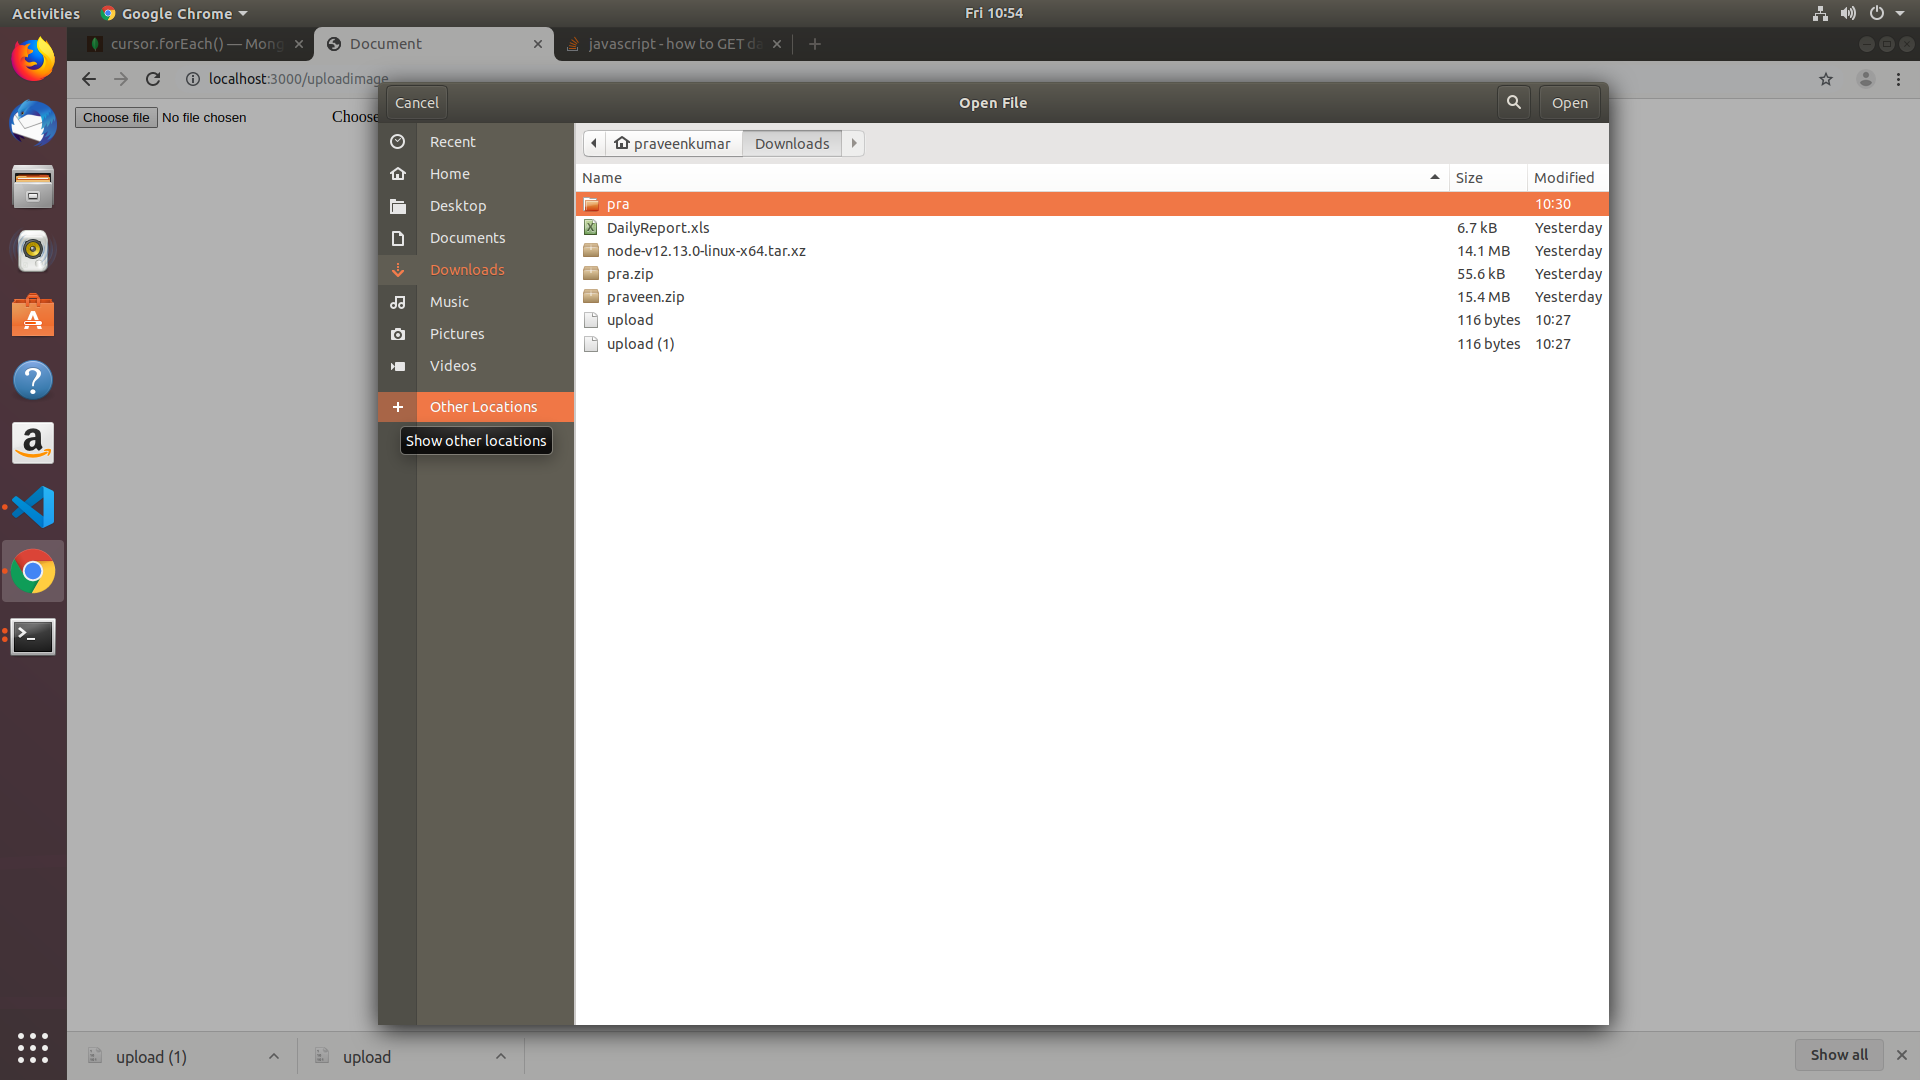 Activities
Google Chrome
Fri 10:54
cursor.forEach() — Mong
Document
javascript - how to GET da
localhost:3000/uploadimage
Choose file
No file chosen
Choose
Cancel
Open File
Open
Recent
Home
Desktop
Documents
Downloads
Music
Pictures
Videos
Other Locations
Show other locations
praveenkumar
Downloads
Name Size Modified
pra 10:30
DailyReport.xls 6.7 kB Yesterday
node-v12.13.0-linux-x64.tar.xz 14.1 MB Yesterday
pra.zip 55.6 kB Yesterday
praveen.zip 15.4 MB Yesterday
upload 116 bytes 10:27
upload (1) 116 bytes 10:27
upload (1)
upload
Show all